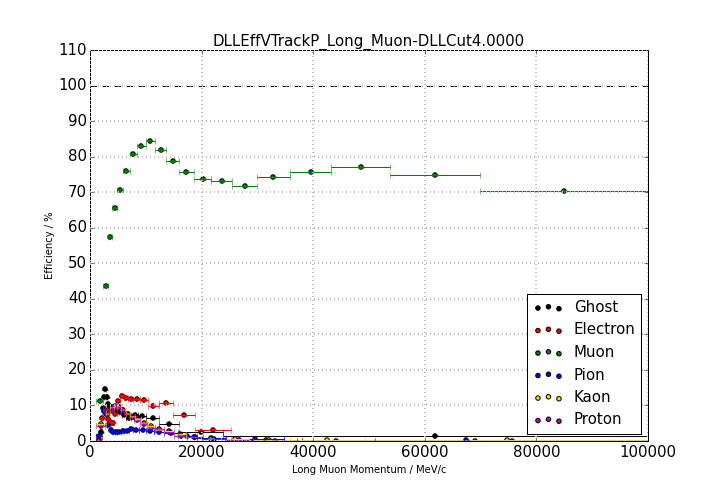 DLLEffVTrackP_Long_Muon-DLLCut4.0000
110
100
90
80
70
60
50
40
30
20
10
0
Efficiency / %
Ghost
Electron
Muon
Pion
Kaon
Proton
0 20000 40000 60000 80000 100000
Long Muon Momentum / MeV/c